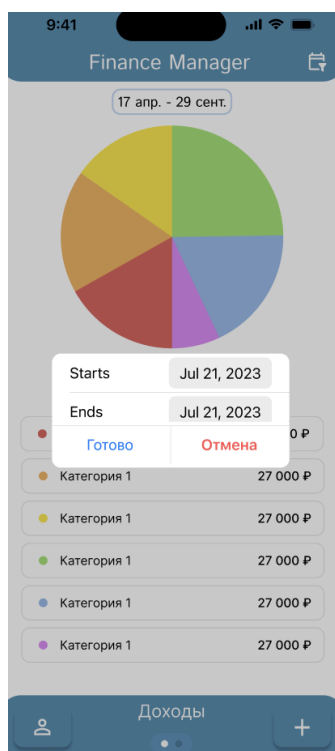 9:41
Finance Manager
17 апр. - 29 сент.
Starts Jul 21, 2023
Ends Jul 21, 2023
0 ₽
Готово Отмена
Категория 1 27 000 ₽
Категория 1 27 000 ₽
Категория 1 27 000 ₽
Категория 1 27 000 ₽
Категория 1 27 000 ₽
Доходы